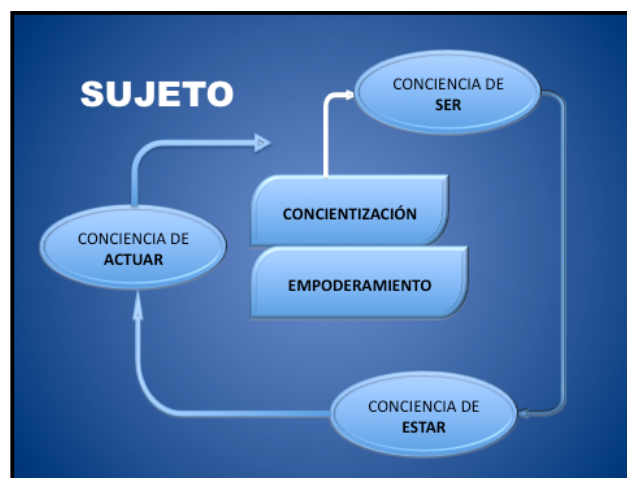 SUJETO
CONCIENCIA DE
SER
CONCIENTIZACIÓN
CONCIENCIA DE
ACTUAR
EMPODERAMIENTO
CONCIENCIA DE
ESTAR